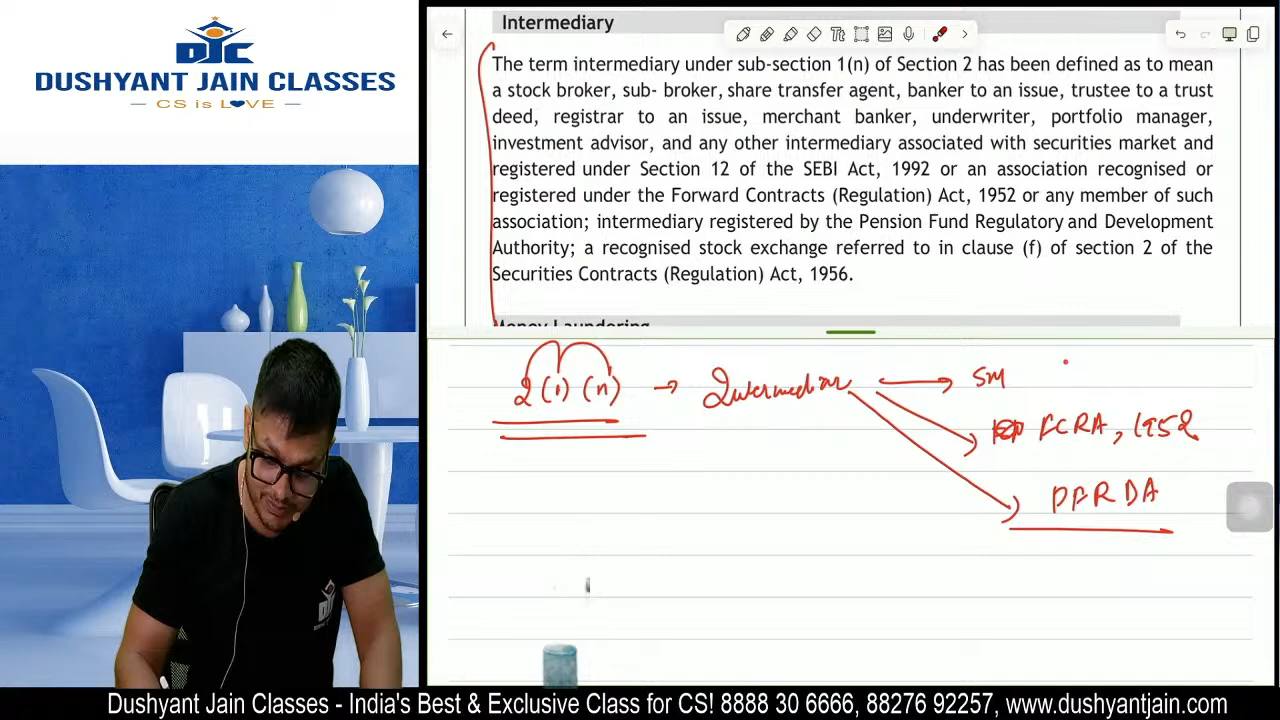 DJC
DUSHYANT JAIN CLASSES
CS is LOVE
Intermediary
Tt
The term intermediary under sub-section 1(n) of Section 2 has been defined as to mean
a stock broker, sub- broker, share transfer agent, banker to an issue, trustee to a trust
deed, registrar to an issue, merchant banker, underwriter, portfolio manager,
investment advisor, and any other intermediary associated with securities market and
registered under Section 12 of the SEBI Act, 1992 or an association recognised or
registered under the Forward Contracts (Regulation) Act, 1952 or any member of such
association; intermediary registered by the Pension Fund Regulatory and Development
Authority; a recognised stock exchange referred to in clause (f) of section 2 of the
Securities Contracts (Regulation) Act, 1956.
Money Laundering
2 (1) (n) → Intermediar → SM
FCRA, 1952
PFRDA
Dushyant Jain Classes - India's Best & Exclusive Class for CS! 8888 30 6666, 88276 92257, www.dushyantjain.com